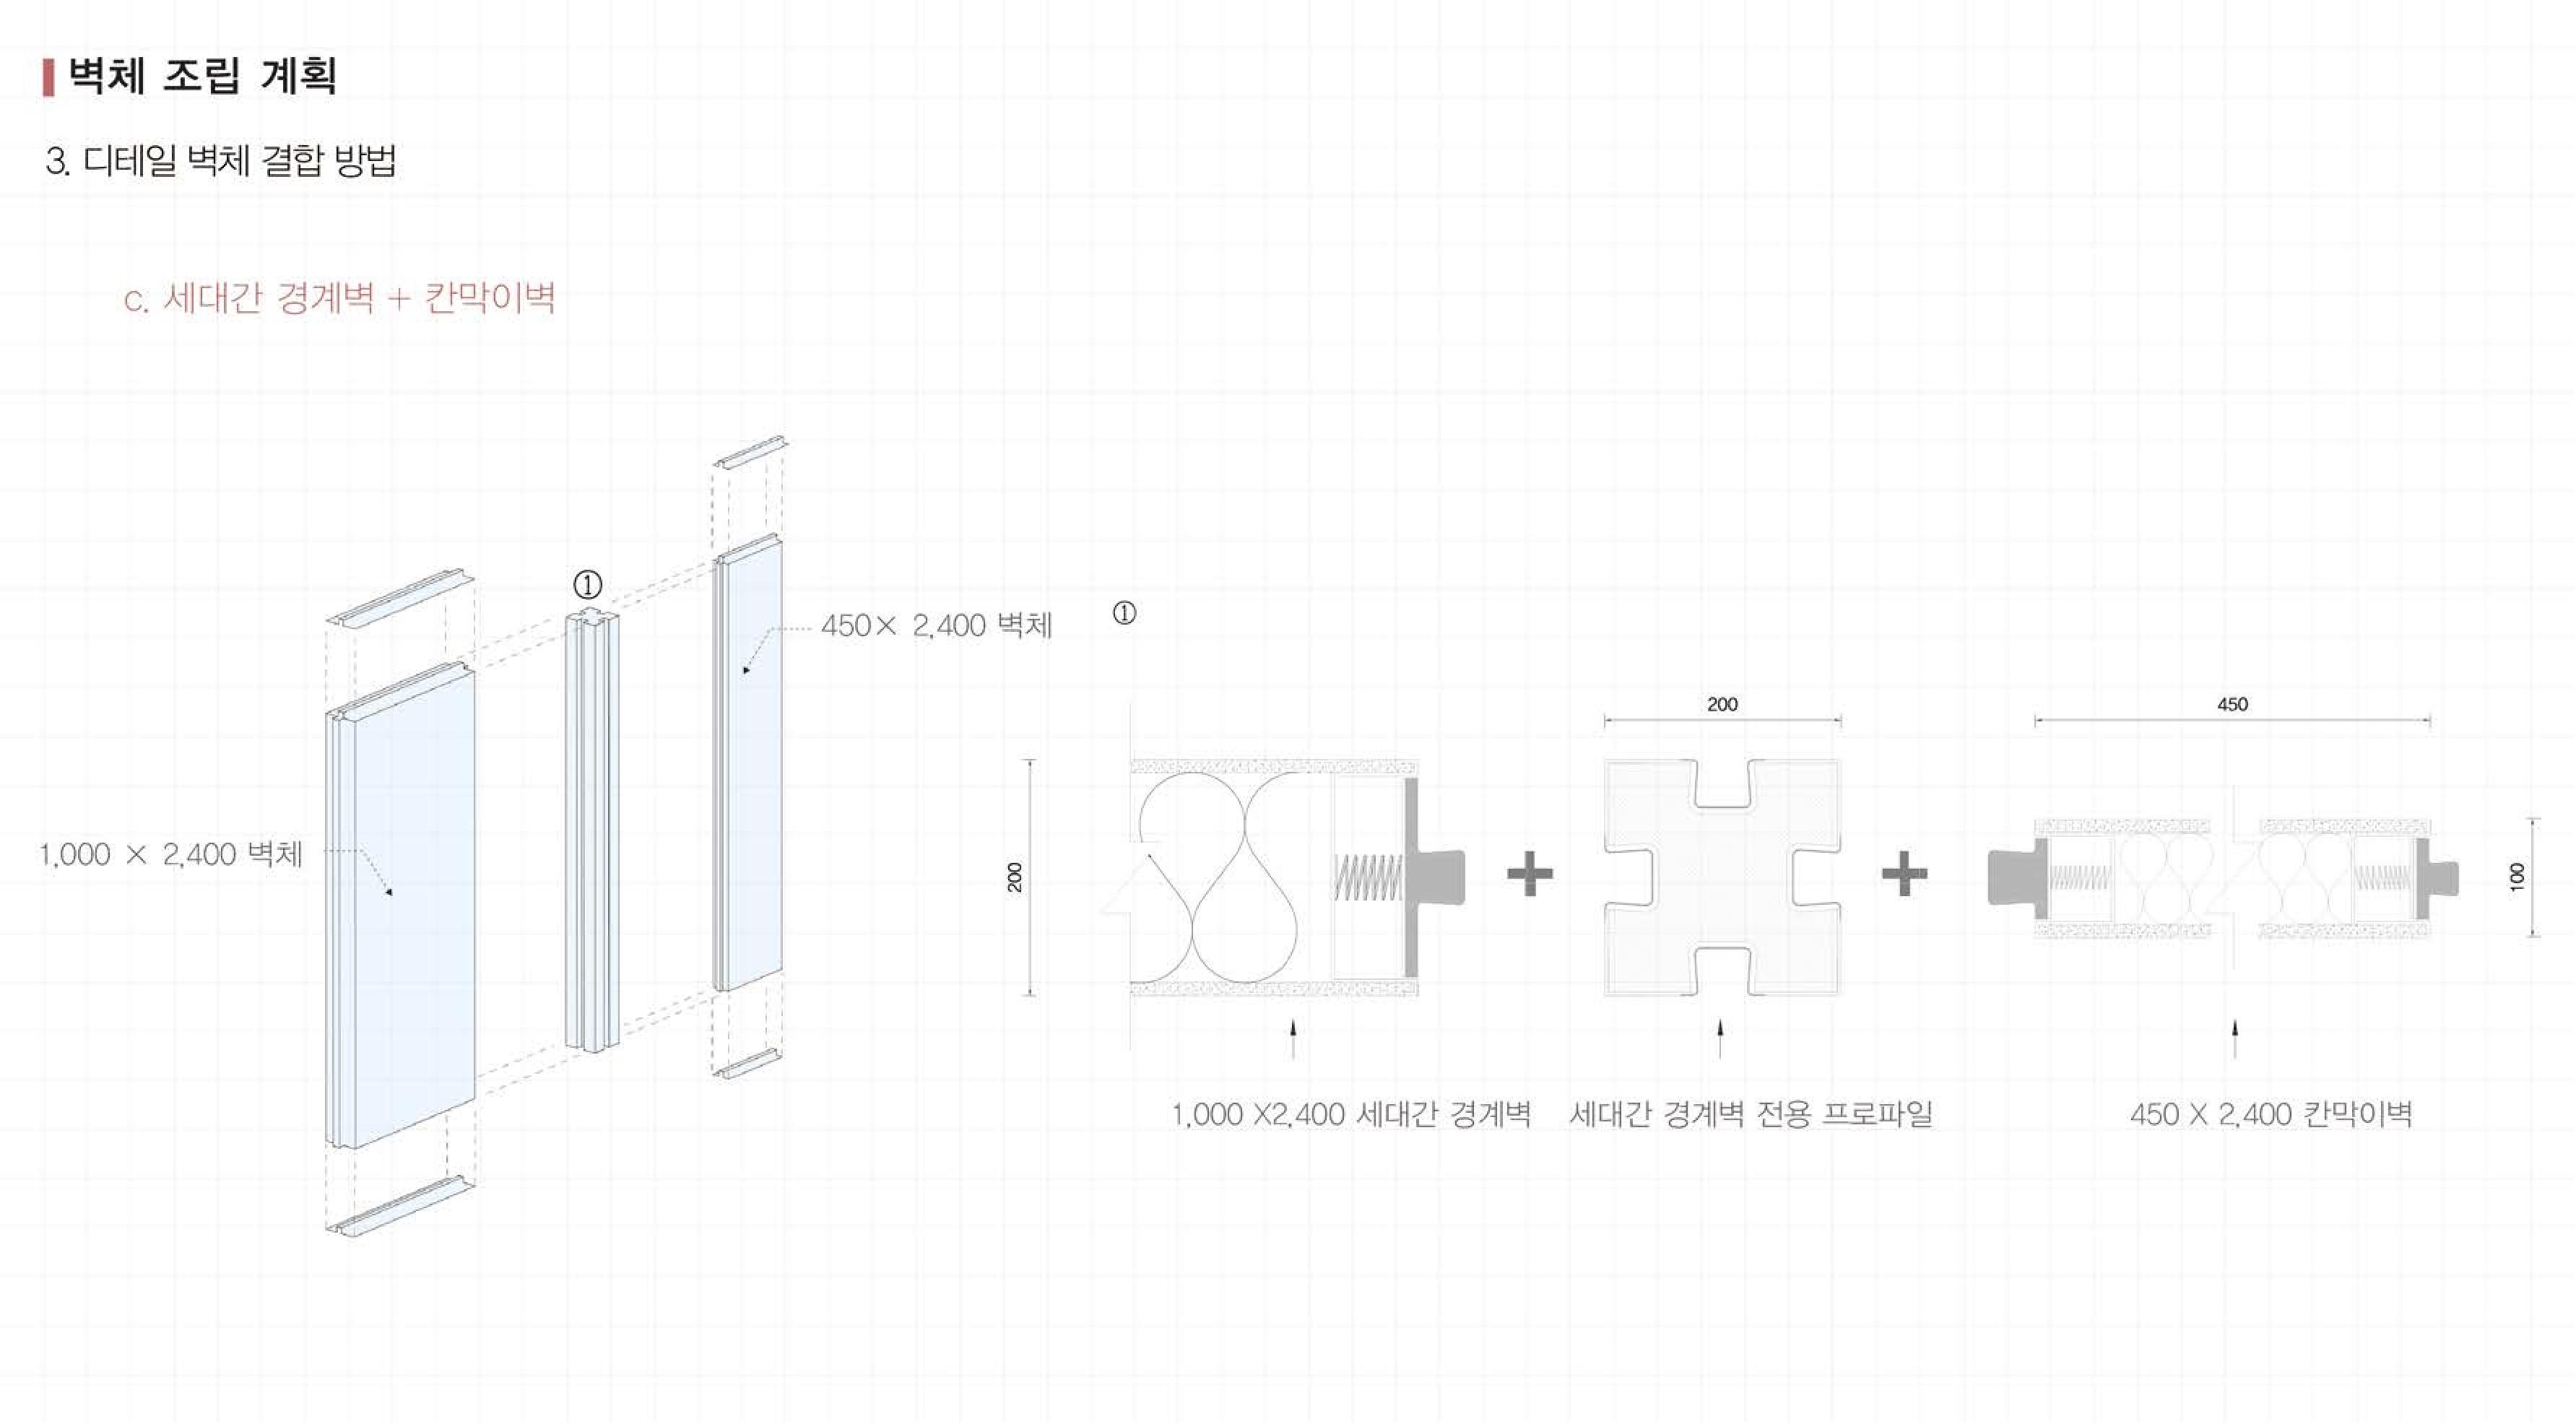 벽체 조립 계획
3. 디테일 벽체 결합 방법
c. 세대간 경계벽 + 칸막이벽
①
450× 2,400 벽체
1,000 × 2,400 벽체
①
200
200
450
100
1,000 X2,400 세대간 경계벽
세대간 경계벽 전용 프로파일
450 X 2,400 칸막이벽